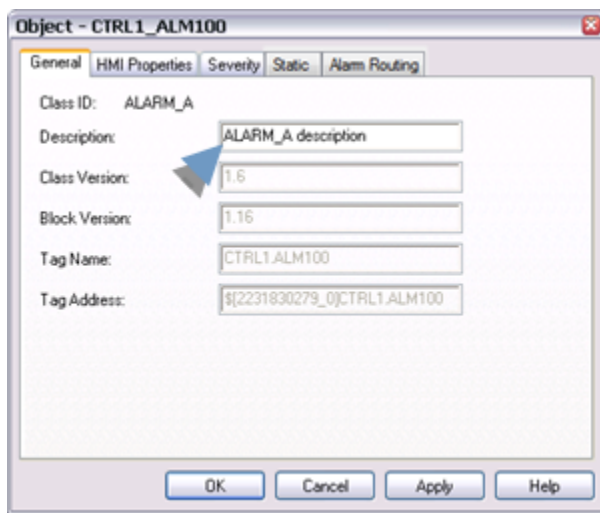 Object - CTRL1_ALM100
General HMI Properties Severity Static Alarm Routing
Class ID: ALARM_A
Description: ALARM_A description
Class Version: 1.6
Block Version: 1.16
Tag Name: CTRL1.ALM100
Tag Address: $[2231830279_0]CTRL1.ALM100
OK Cancel Apply Help